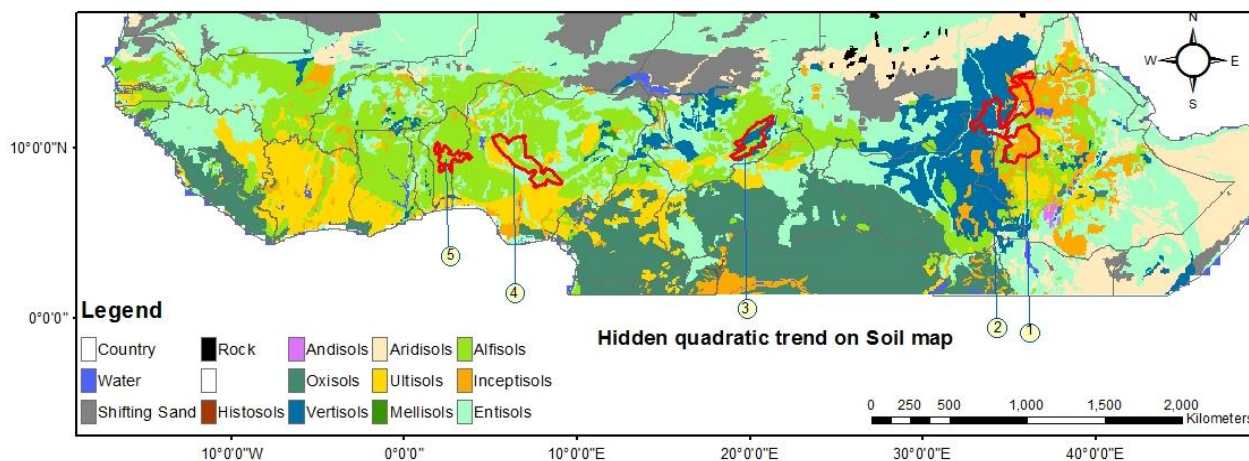 N
W E
S
10°0'0"N
5
4
3
2
1
0°0'0"
Legend
Hidden quadratic trend on Soil map
Country Rock Andisols Aridisols Alfisols
Water Oxisols Ultisols Inceptisols
Shifting Sand Histosols Vertisols Mellisols Entisols
0 250 500 1,000 1,500 2,000
Kilometers
10°0'0"W 0°0'0" 10°0'0"E 20°0'0"E 30°0'0"E 40°0'0"E